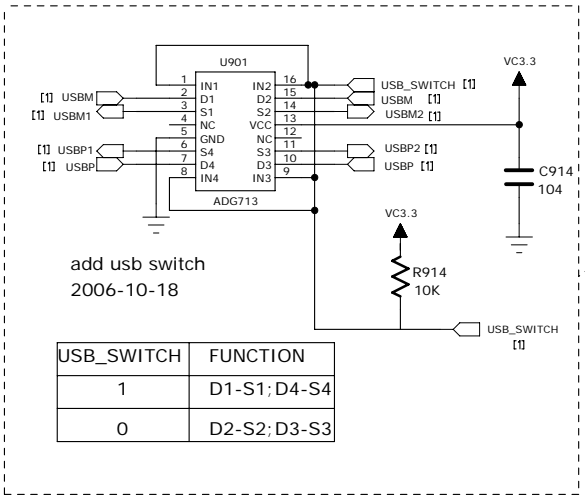 U901
VC3.3
1 IN1 IN2 16 USB_SWITCH [1]
[1] USBM 2 D1 D2 15 USBM [1]
[1] USBM1 3 S1 S2 14 USBM2 [1]
4 NC VCC 13
5 GND NC 12
[1] USBP1 6 S4 S3 11 USBP2 [1]
[1] USBP 7 D4 D3 10 USBP [1]
8 IN4 IN3 9
ADG713
C914
104
VC3.3
add usb switch
2006-10-18
R914
10K
USB_SWITCH
[1]
USB_SWITCH FUNCTION
1 D1-S1;D4-S4
0 D2-S2;D3-S3